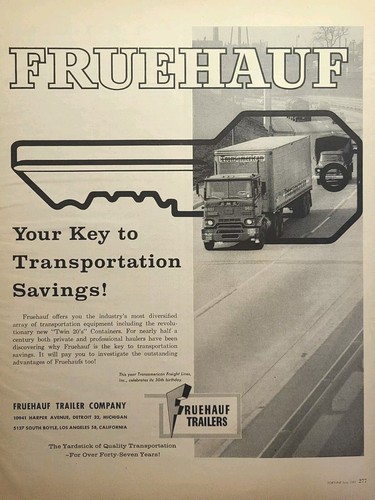 FRUEHAUF
Transamerican
GMC
Your Key to
Transportation
Savings!
Fruehauf offers you the industry's most diversified
array of transportation equipment including the revolu-
tionary new "Twin 20's" Containers. For nearly half a
century both private and professional haulers have been
discovering why Fruehauf is the key to transportation
savings. It will pay you to investigate the outstanding
advantages of Fruehaufs too!
This year Transamerican Freight Lines,
Inc., celebrates its 30th birthday.
FRUEHAUF TRAILER COMPANY
10941 HARPER AVENUE, DETROIT 32, MICHIGAN
2137 SOUTH BOYLE, LOS ANGELES 58, CALIFORNIA
FRUEHAUF
TRAILERS
The Yardstick of Quality Transportation
—For Over Forty-Seven Years!
277